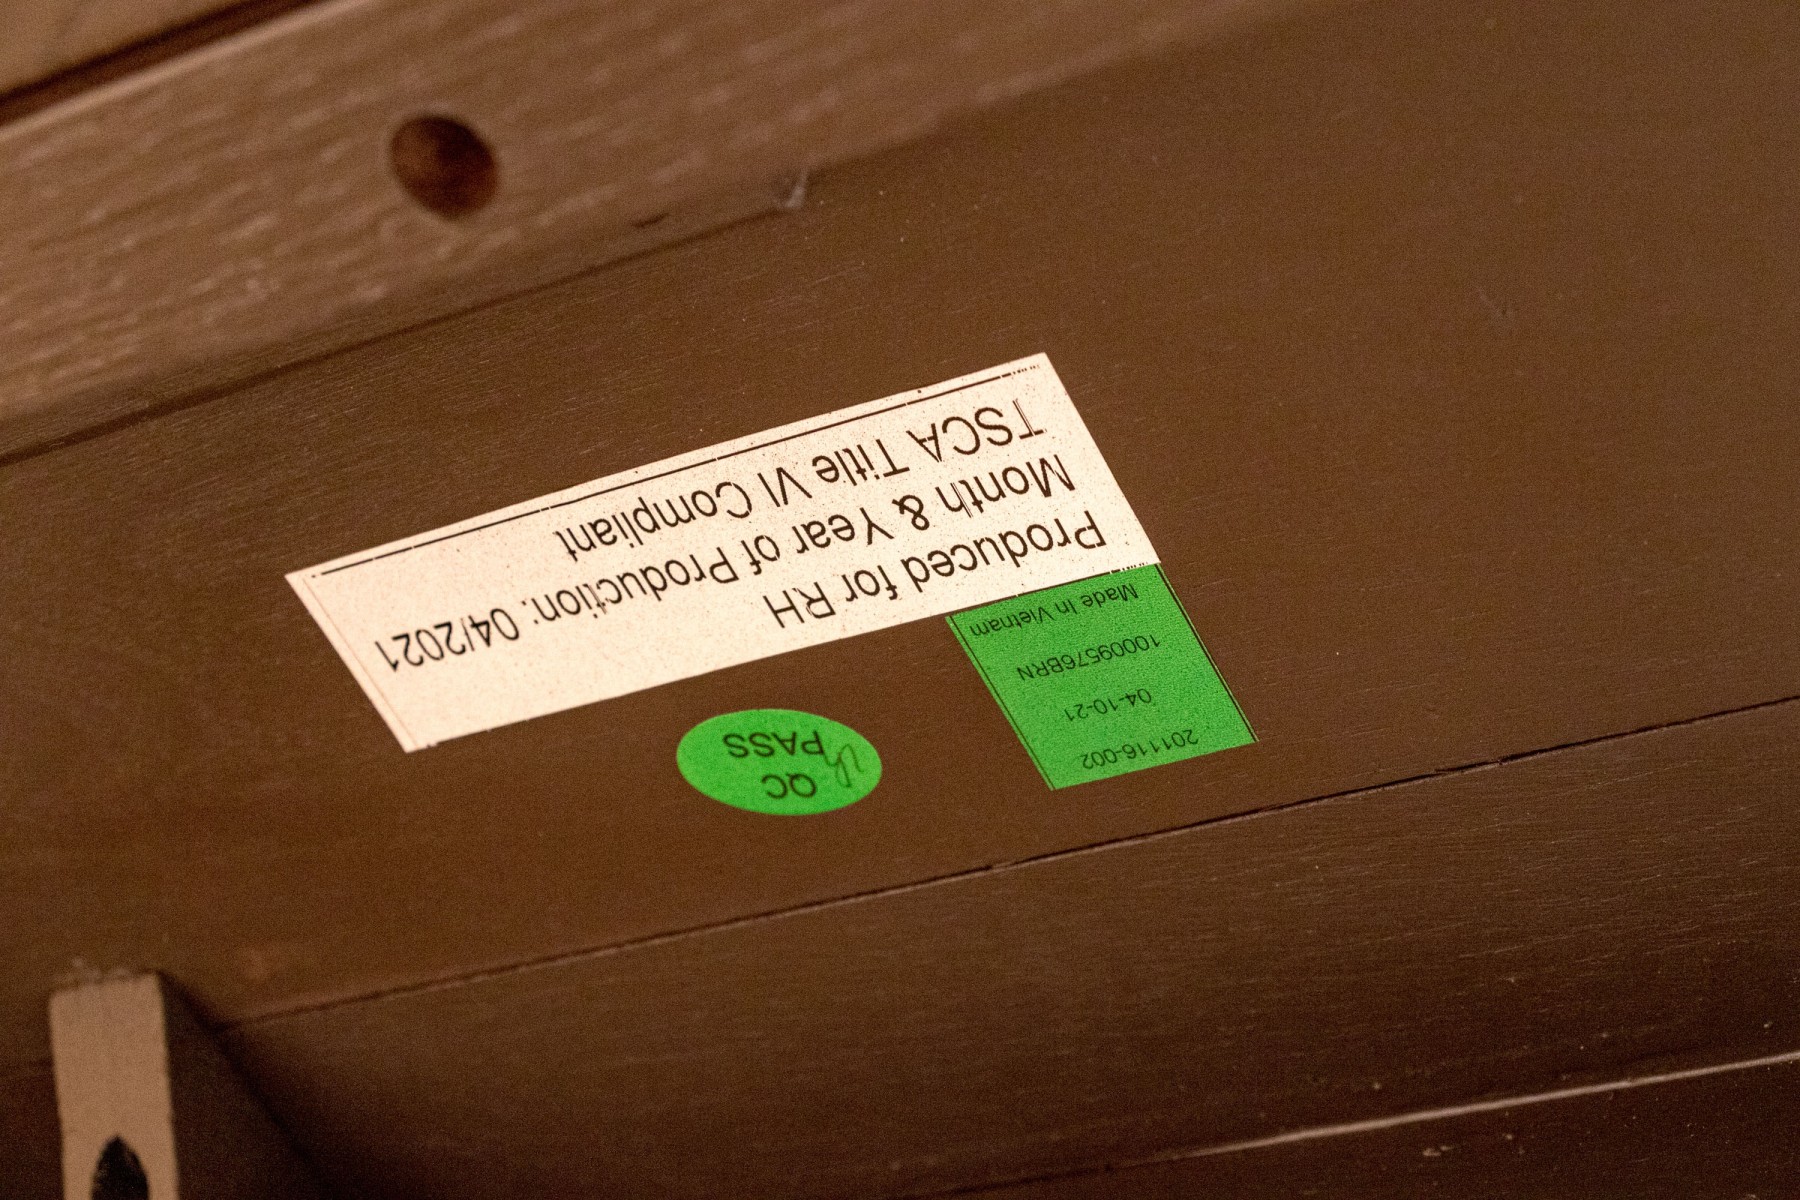 Produced for RH
Month & Year of Production: 04/2021
TSCA Title VI Compliant
201116-002
04-10-21
10009576BRN
Made In Vietnam
QC
PASS